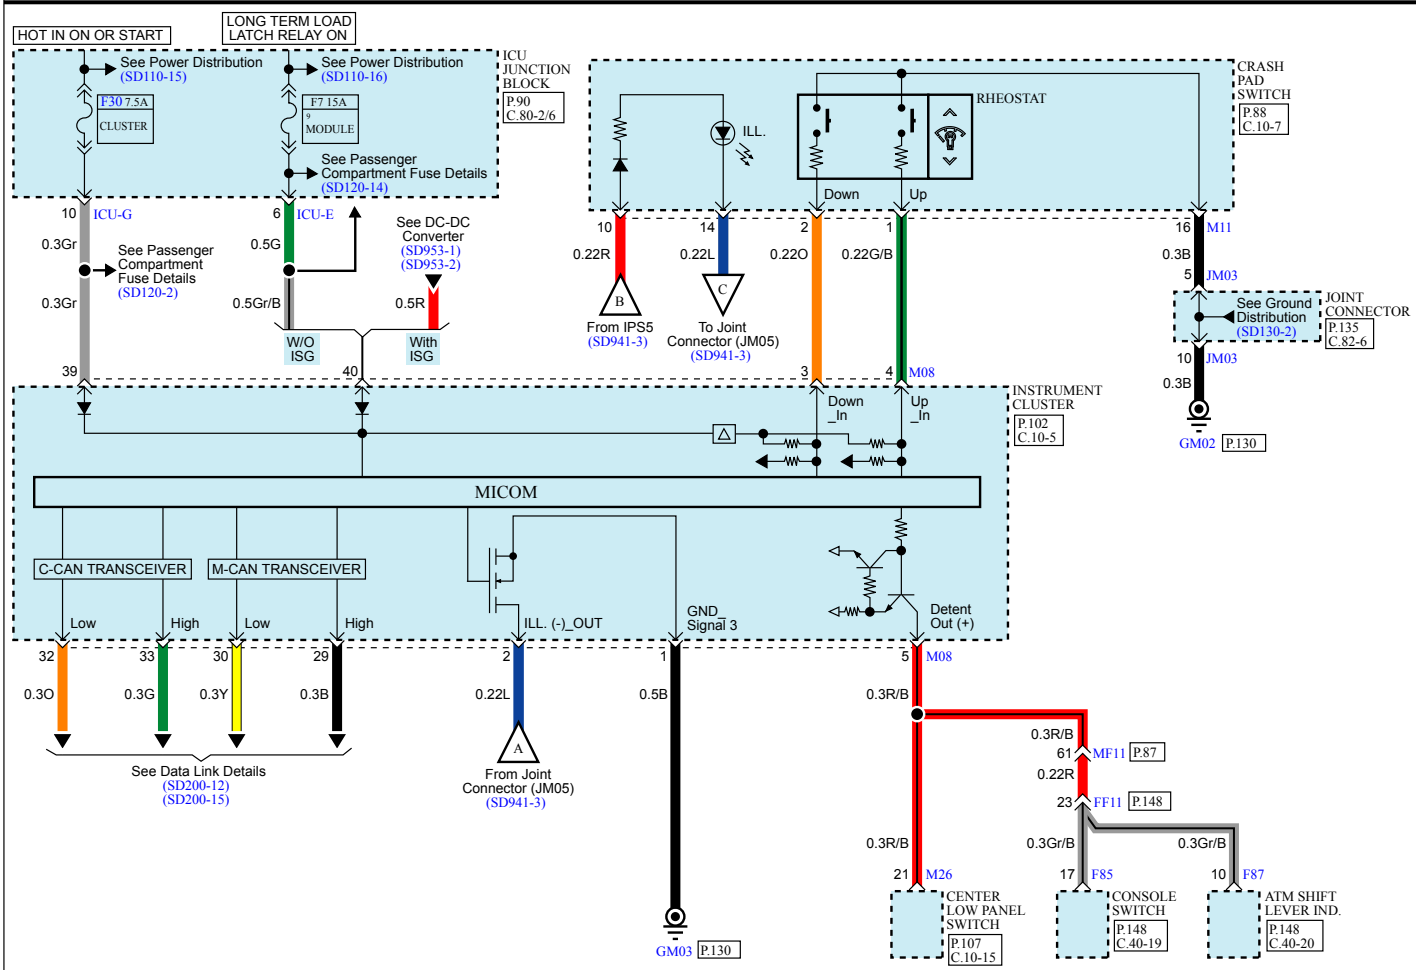 HOT IN ON OR START
LONG TERM LOAD
LATCH RELAY ON
See Power Distribution
(SD110-15)
F30 7.5A
CLUSTER
See Power Distribution
(SD110-16)
F7 15A
9
MODULE
See Passenger
Compartment Fuse Details
(SD120-14)
ICU
JUNCTION
BLOCK
P.90
C.80-2/6
ILL.
RHEOSTAT
Down
Up
CRASH
PAD
SWITCH
P.88
C.10-7
10 ICU-G
0.3Gr
See Passenger
Compartment
Fuse Details
(SD120-2)
0.3Gr
6 ICU-E
0.5G
0.5Gr/B
See DC-DC
Converter
(SD953-1)
(SD953-2)
0.5R
W/O
ISG
With
ISG
10
0.22R
B
From IPS5
(SD941-3)
14
0.22L
C
To Joint
Connector (JM05)
(SD941-3)
2
0.22O
1
0.22G/B
16 M11
0.3B
5 JM03
See Ground
Distribution
(SD130-2)
JOINT
CONNECTOR
P.135
C.82-6
10 JM03
0.3B
GM02 P.130
39
40
3
4 M08
Down
_In
Up
_In
INSTRUMENT
CLUSTER
P.102
C.10-5
MICOM
C-CAN TRANSCEIVER
M-CAN TRANSCEIVER
Low
High
Low
High
ILL. (-)_OUT
GND_
Signal 3
Detent
Out (+)
32
33
30
29
2
1
5 M08
0.3O
0.3G
0.3Y
0.3B
0.22L
0.5B
0.3R/B
See Data Link Details
(SD200-12)
(SD200-15)
A
From Joint
Connector (JM05)
(SD941-3)
0.3R/B
61 MF11 P.87
0.22R
23 FF11 P.148
0.3R/B
0.3Gr/B
0.3Gr/B
21 M26
17 F85
10 F87
CENTER
LOW PANEL
SWITCH
P.107
C.10-15
CONSOLE
SWITCH
P.148
C.40-19
ATM SHIFT
LEVER IND.
P.148
C.40-20
GM03 P.130